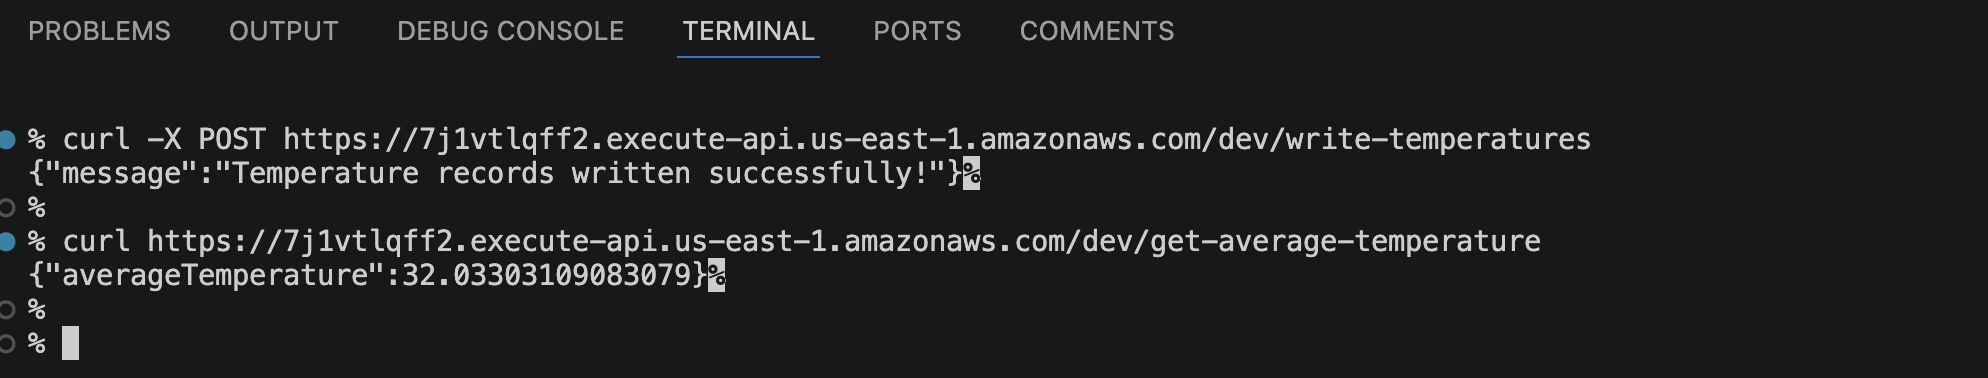 PROBLEMS OUTPUT DEBUG CONSOLE TERMINAL PORTS COMMENTS
% curl -X POST https://7j1vtlqff2.execute-api.us-east-1.amazonaws.com/dev/write-temperatures
{"message":"Temperature records written successfully!"}%
%
% curl https://7j1vtlqff2.execute-api.us-east-1.amazonaws.com/dev/get-average-temperature
{"averageTemperature":32.03303109083079}%
%
%